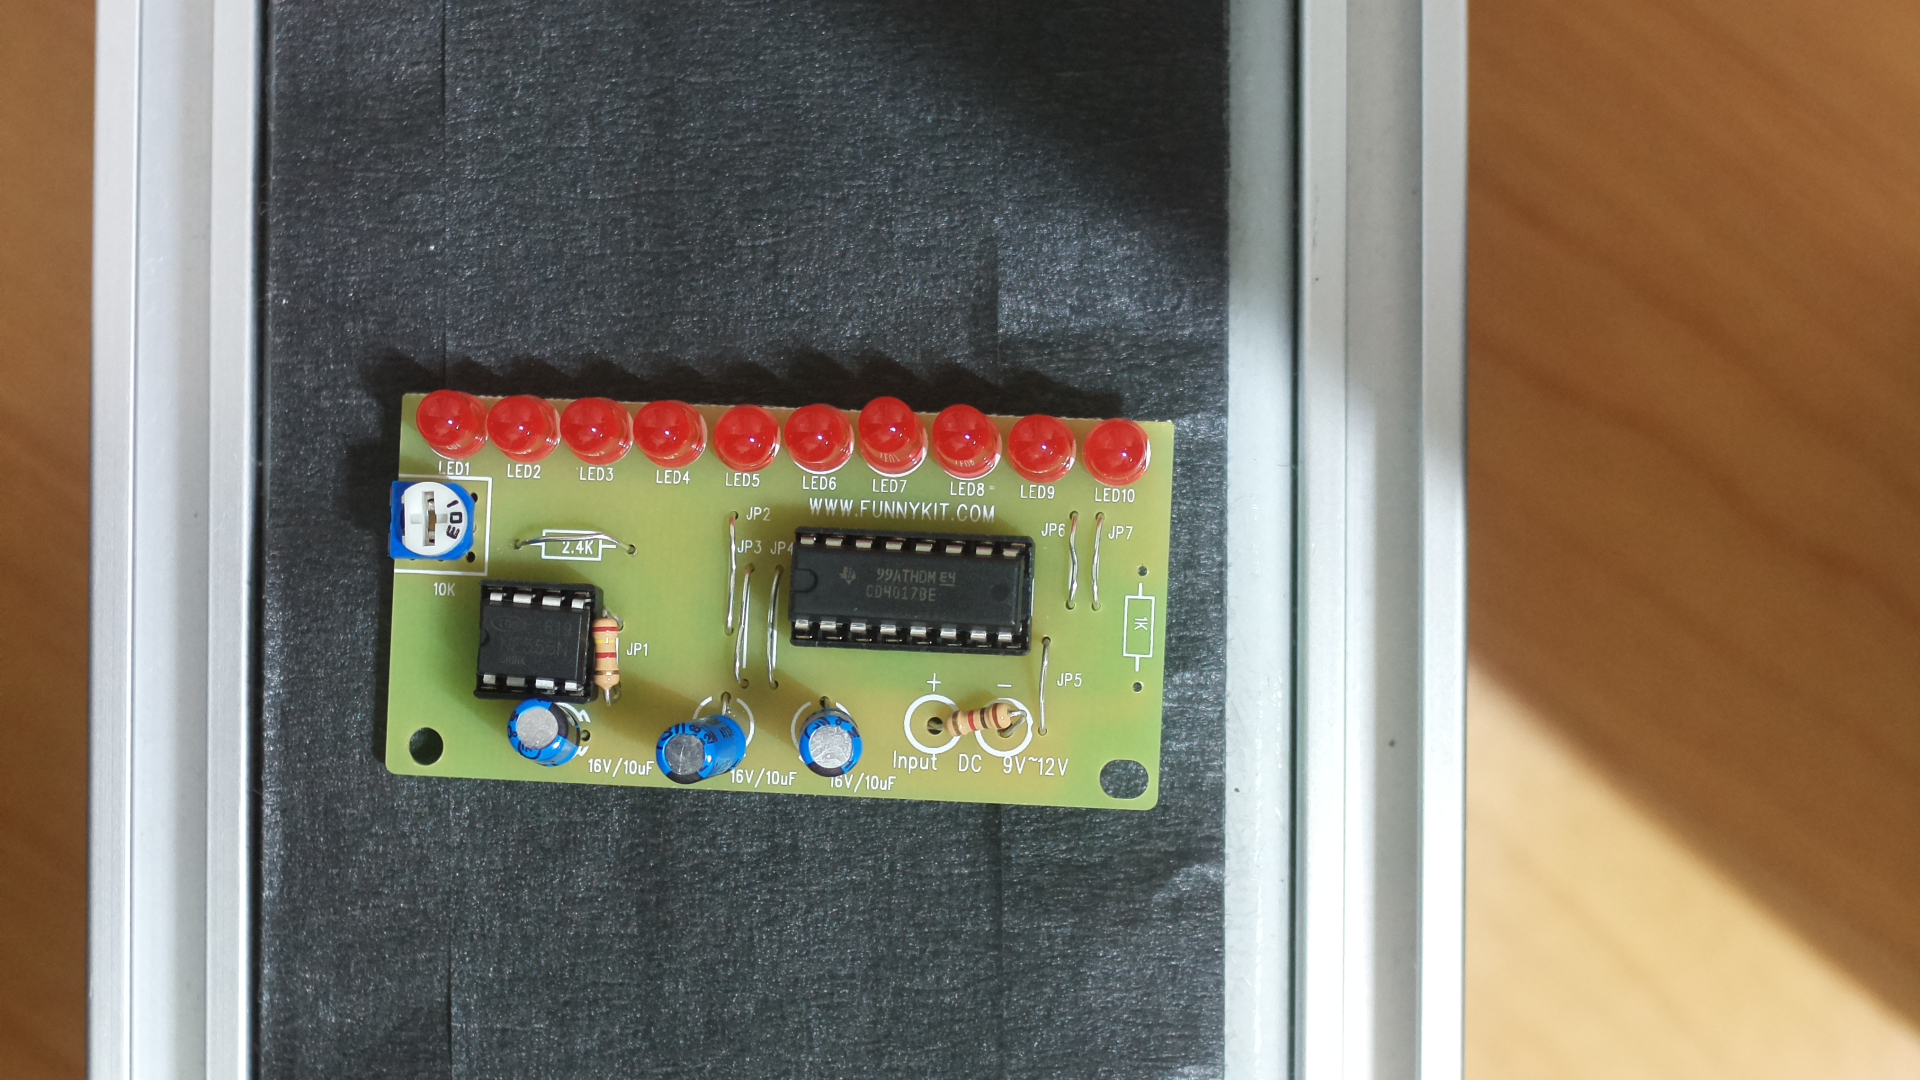 LED1 LED2 LED3 LED4 LED5 LED6 LED7 LED8 LED9 LED10
WWW.FUNNYKIT.COM
103
JP2
JP6 JP7
2.4K
JP3 JP4
99ATHDM E4
CD4017BE
10K
1K
JP1
JP5
+ −
Input DC 9V~12V
16V/10uF 16V/10uF 16V/10uF